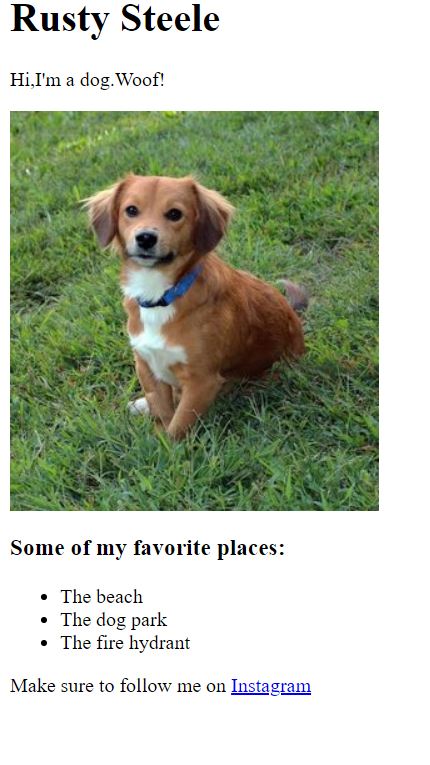 Rusty Steele
Hi,I'm a dog.Woof!
Some of my favorite places:
The beach
The dog park
The fire hydrant
Make sure to follow me on Instagram